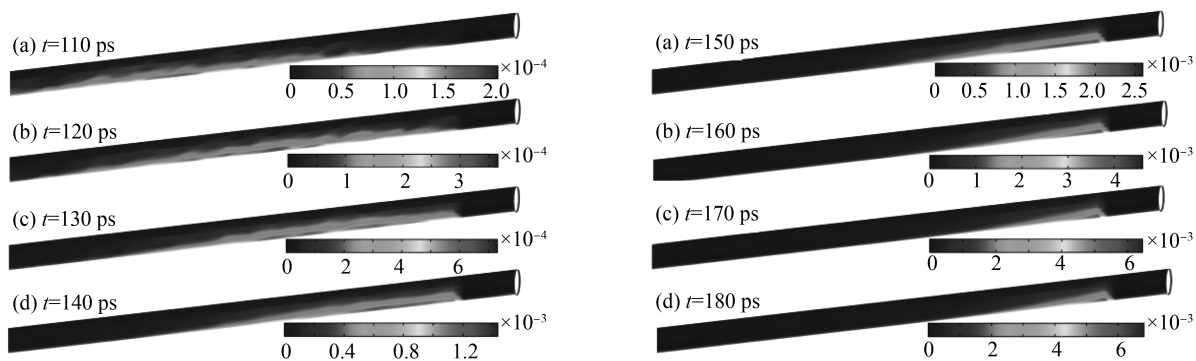 (a) t=110 ps
×10⁻⁴
0 0.5 1.0 1.5 2.0
(b) t=120 ps
×10⁻⁴
0 1 2 3
(c) t=130 ps
×10⁻⁴
0 2 4 6
(d) t=140 ps
×10⁻³
0 0.4 0.8 1.2
(a) t=150 ps
×10⁻³
0 0.5 1.0 1.5 2.0 2.5
(b) t=160 ps
×10⁻³
0 1 2 3 4
(c) t=170 ps
×10⁻³
0 2 4 6
(d) t=180 ps
×10⁻³
0 2 4 6